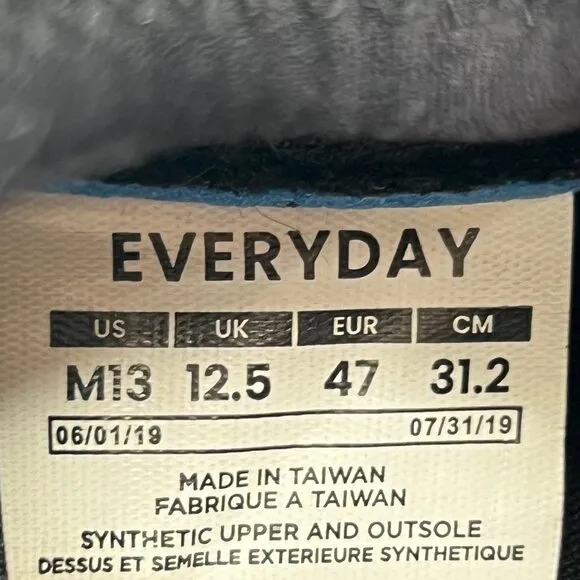 EVERYDAY
US UK EUR CM
M13 12.5 47 31.2
06/01/19 07/31/19
MADE IN TAIWAN
FABRIQUE A TAIWAN
SYNTHETIC UPPER AND OUTSOLE
DESSUS ET SEMELLE EXTERIEURE SYNTHETIQUE